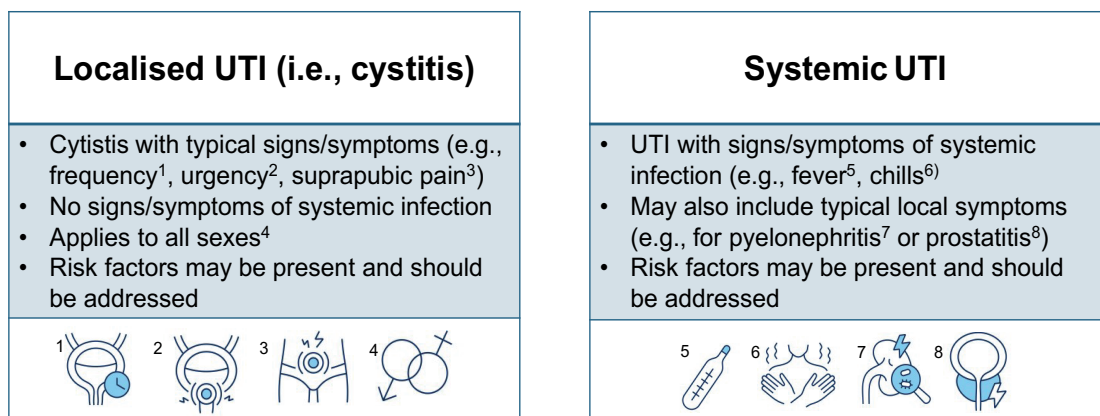 Localised UTI (i.e., cystitis)
• Cytistis with typical signs/symptoms (e.g.,
frequency¹, urgency², suprapubic pain³)
• No signs/symptoms of systemic infection
• Applies to all sexes⁴
• Risk factors may be present and should
be addressed
1 2 3 4
Systemic UTI
• UTI with signs/symptoms of systemic
infection (e.g., fever⁵, chills⁶⁾
• May also include typical local symptoms
(e.g., for pyelonephritis⁷ or prostatitis⁸)
• Risk factors may be present and should
be addressed
5 6 7 8